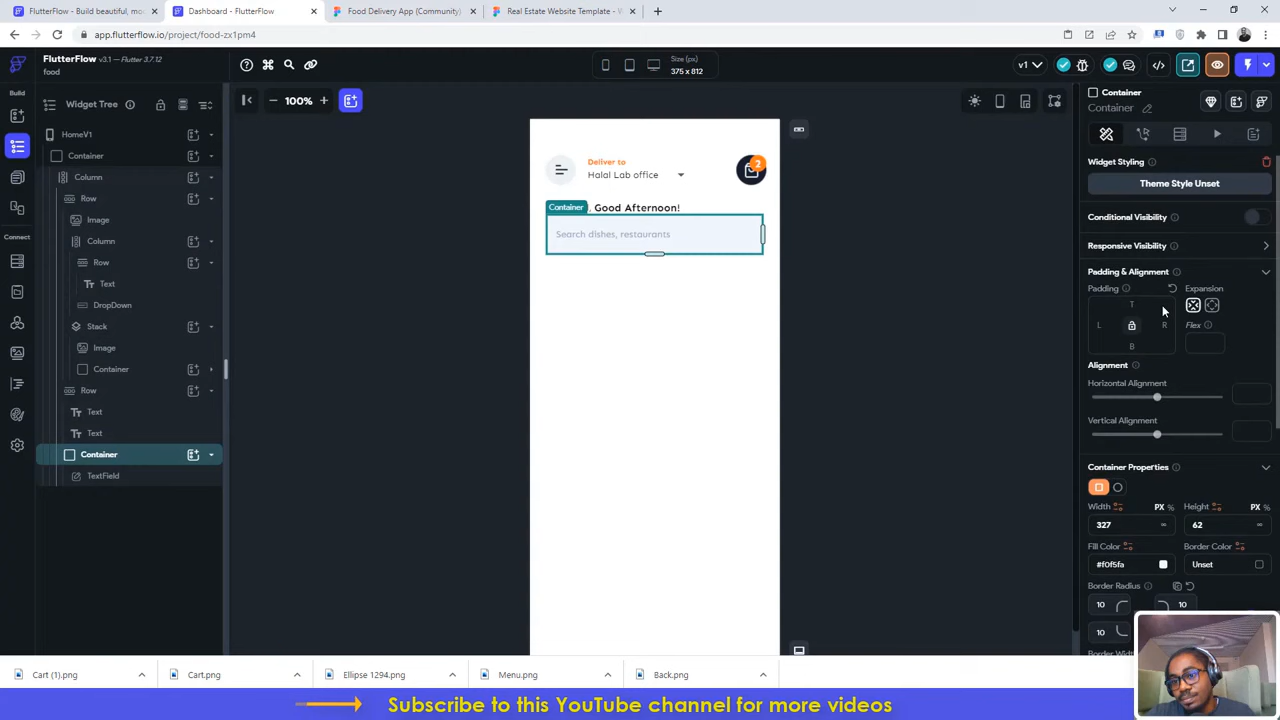 FlutterFlow - Build beautiful, mo
Dashboard - FlutterFlow
Food Delivery App (Community)
Real Estate Website Template - W
app.flutterflow.io/project/food-zx1pm4
FlutterFlow v3.1 – Flutter 3.7.12
food
Size (px)
375 x 812
v1
Build
Widget Tree
100%
HomeV1
Container
Column
Row
Image
Column
Row
Text
DropDown
Stack
Image
Container
Row
Text
Text
Container
TextField
Connect
Deliver to
Halal Lab office
2
Container
, Good Afternoon!
Search dishes, restaurants
Container
Container
Widget Styling
Theme Style Unset
Conditional Visibility
Responsive Visibility
Padding & Alignment
Padding
Expansion
T
L
R
B
Flex
Alignment
Horizontal Alignment
Vertical Alignment
Container Properties
Width PX %
Height PX %
327 ∞
62 ∞
Fill Color
Border Color
#f0f5fa
Unset
Border Radius
10
10
10
Border Width
Cart (1).png
Cart.png
Ellipse 1294.png
Menu.png
Back.png
Subscribe to this YouTube channel for more videos